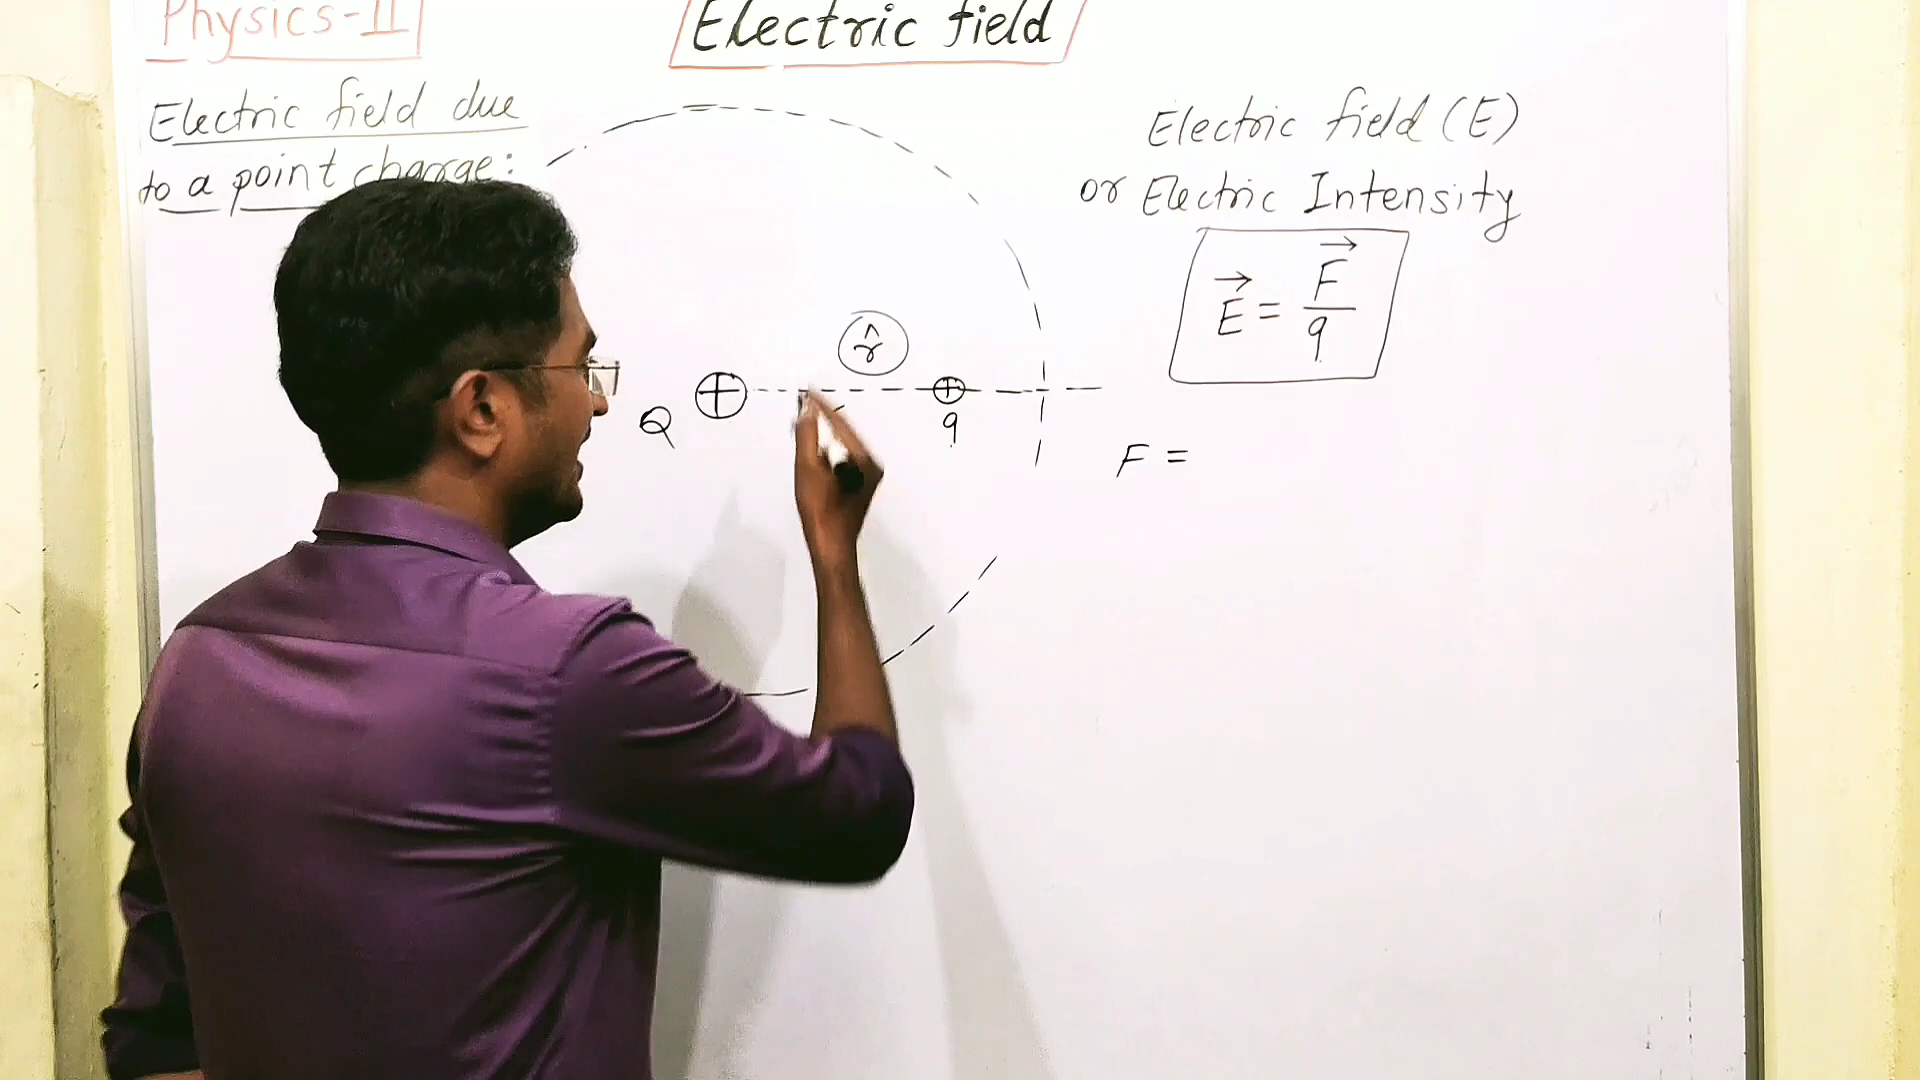 Physics-II
Electric field
Electric field due
to a point charge:
Electric field (E)
or Electric Intensity
E⃗ = F⃗/q
r̂
Q
q
F =